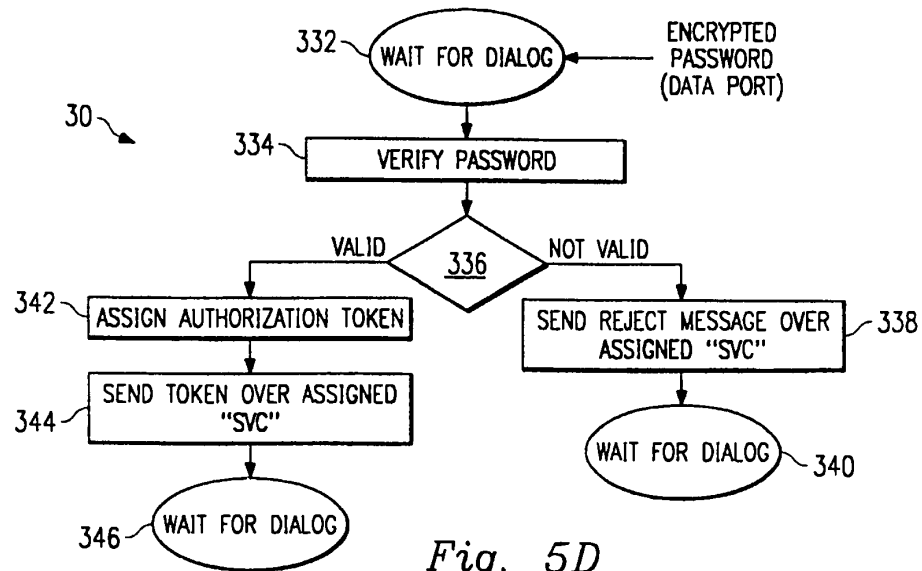 332
WAIT FOR DIALOG
ENCRYPTED
PASSWORD
(DATA PORT)
30
334
VERIFY PASSWORD
VALID
336
NOT VALID
342
ASSIGN AUTHORIZATION TOKEN
SEND REJECT MESSAGE OVER
ASSIGNED "SVC"
338
344
SEND TOKEN OVER ASSIGNED
"SVC"
WAIT FOR DIALOG
340
346
WAIT FOR DIALOG
Fig. 5D